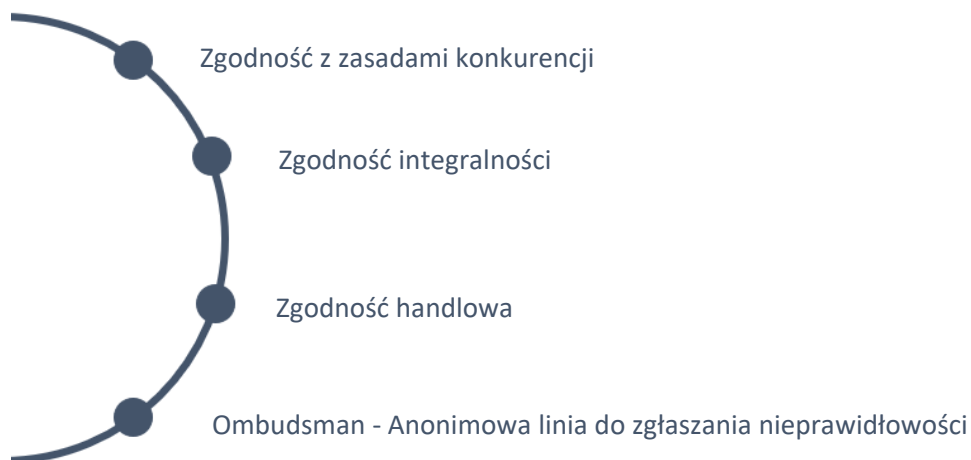 Zgodność z zasadami konkurencji
Zgodność integralności
Zgodność handlowa
Ombudsman - Anonimowa linia do zgłaszania nieprawidłowości